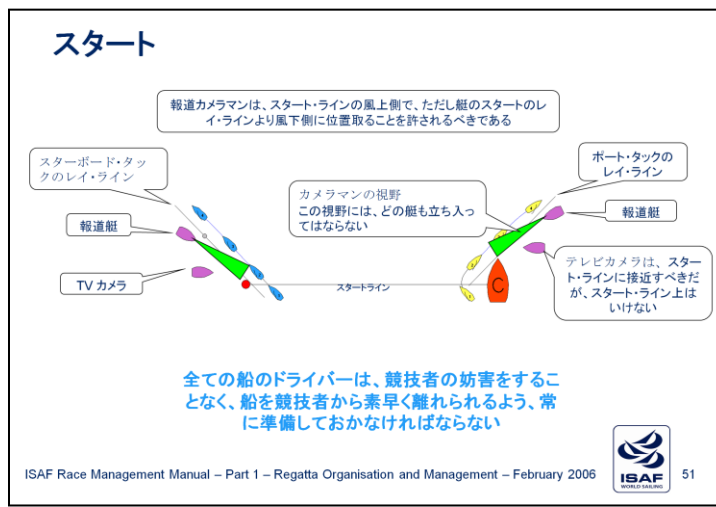 スタート
報道カメラマンは、スタート・ラインの風上側で、ただし艇のスタートのレ
イ・ラインより風下側に位置取ることを許されるべきである
スターボード・タッ
クのレイ・ライン
報道艇
TV カメラ
カメラマンの視野
この視野には、どの艇も立ち入っ
てはならない
ポート・タックの
レイ・ライン
報道艇
テレビカメラは、スター
ト・ラインに接近すべきだ
が、スタート・ライン上は
いけない
スタートライン
C
全ての船のドライバーは、競技者の妨害をするこ
となく、船を競技者から素早く離れられるよう、常
に準備しておかなければならない
ISAF Race Management Manual – Part 1 – Regatta Organisation and Management – February 2006
ISAF
WORLD SAILING
51